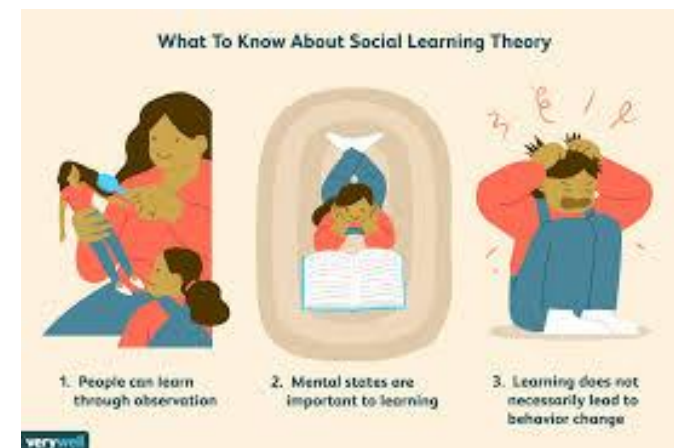 What To Know About Social Learning Theory
1. People can learn
through observation
2. Mental states are
important to learning
3. Learning does not
necessarily lead to
behavior change
verywell